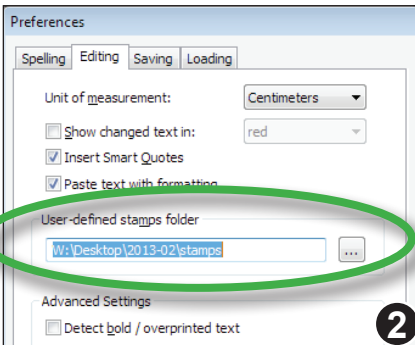 Preferences
Spelling Editing Saving Loading
Unit of measurement: Centimeters
Show changed text in: red
Insert Smart Quotes
Paste text with formatting
User-defined stamps folder
W:\Desktop\2013-02\stamps ...
Advanced Settings
Detect bold / overprinted text
2